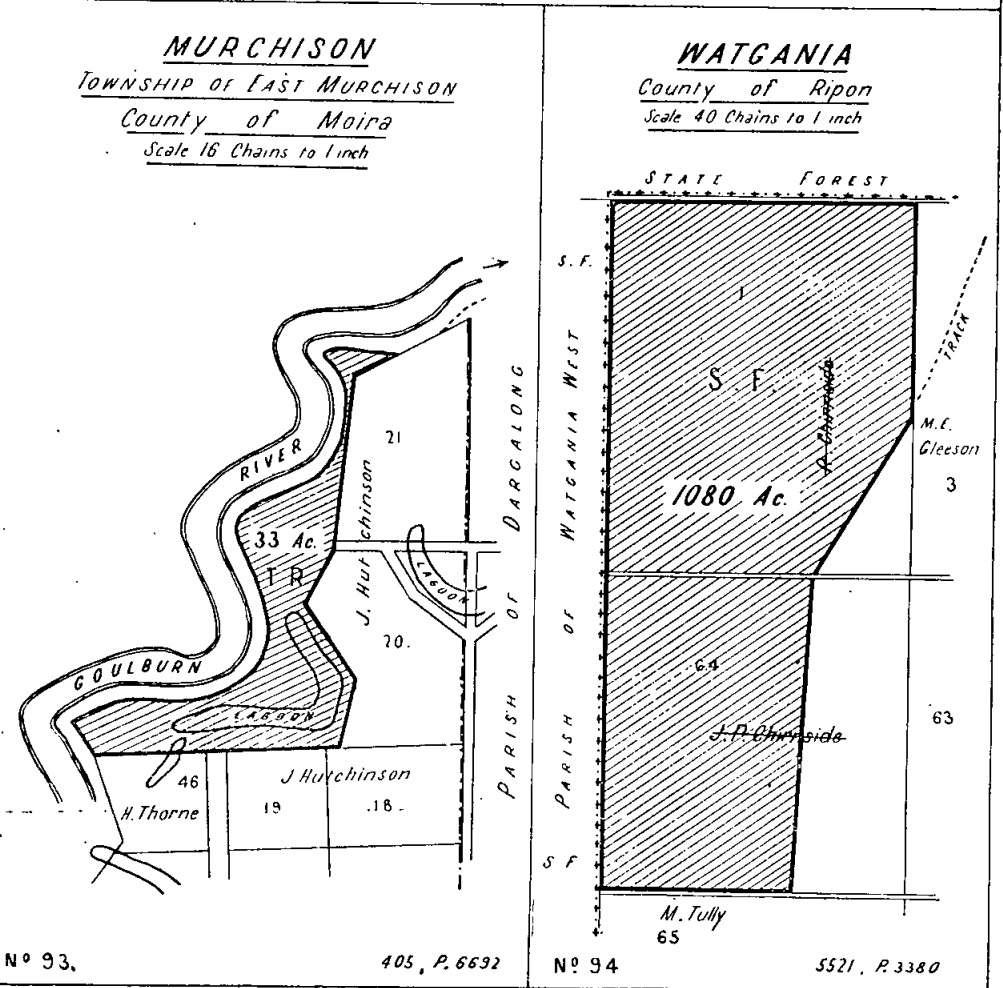 MURCHISON
TOWNSHIP OF EAST MURCHISON
County of Moira
Scale 16 Chains to 1 inch
21
RIVER
J. Hutchinson
33 Ac.
T R
LAGOON
20.
GOULBURN
LAGOON
PARISH OF DARGALONG
46
J Hutchinson
H. Thorne
19
18.
Nº 93.
405, P. 6692
WATGANIA
County of Ripon
Scale 40 Chains to 1 inch
STATE FOREST
S. F.
1
TRACK
PARISH OF WATGANIA WEST
S. F.
A. Chirnside
M. E.
Gleeson
3
1080 Ac.
64
63
J. P. Chirnside
S F
M. Tully
65
Nº 94
5521, P. 3380